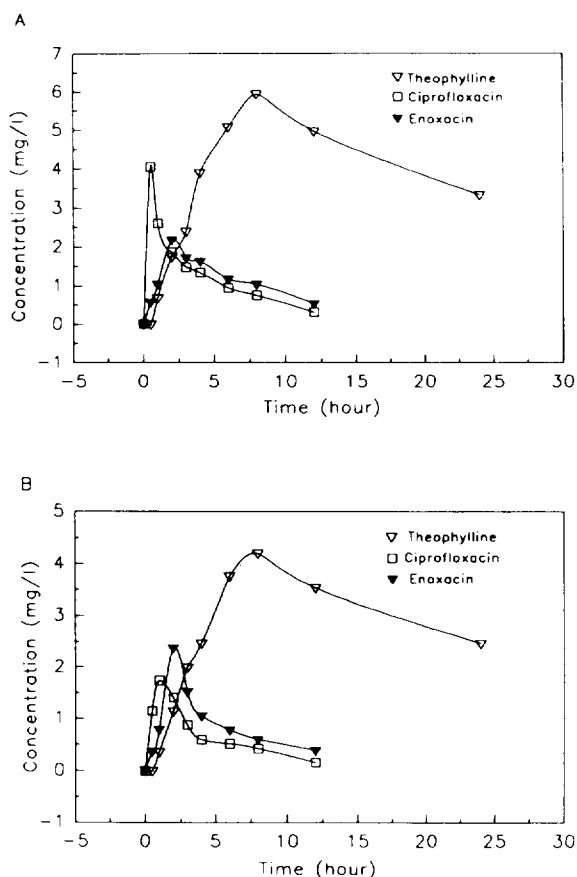 A
7
6
5
4
3
2
1
0
−1
Concentration (mg/l)
Theophylline
Ciprofloxacin
Enoxacin
−5 0 5 10 15 20 25 30
Time (hour)
B
5
4
3
2
1
0
−1
Concentration (mg/l)
Theophylline
Ciprofloxacin
Enoxacin
−5 0 5 10 15 20 25 30
Time (hour)